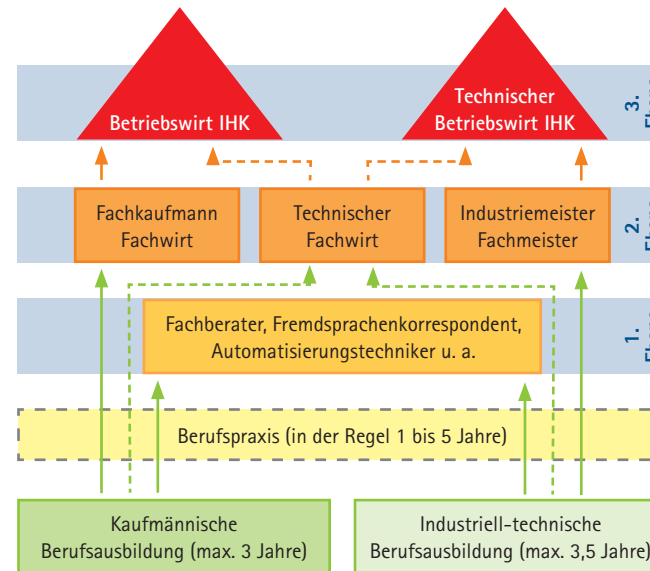 Betriebswirt IHK
Technischer
Betriebswirt IHK
3.
Fachkaufmann
Fachwirt
Technischer
Fachwirt
Industriemeister
Fachmeister
2.
Fachberater, Fremdsprachenkorrespondent,
Automatisierungstechniker u. a.
1.
Berufspraxis (in der Regel 1 bis 5 Jahre)
Kaufmännische
Berufsausbildung (max. 3 Jahre)
Industriell-technische
Berufsausbildung (max. 3,5 Jahre)